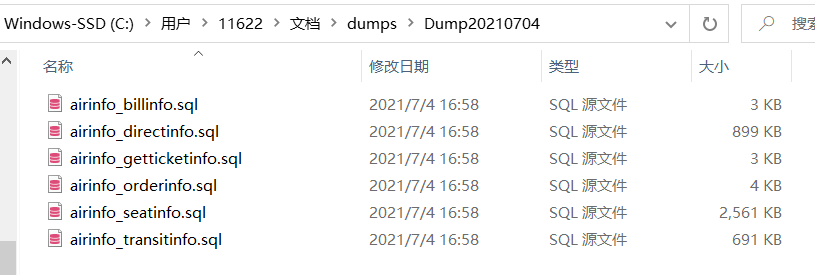 Windows-SSD (C:) > 用户 > 11622 > 文档 > dumps > Dump20210704 搜索
名称 修改日期 类型 大小
airinfo_billinfo.sql 2021/7/4 16:58 SQL 源文件 3 KB
airinfo_directinfo.sql 2021/7/4 16:58 SQL 源文件 899 KB
airinfo_getticketinfo.sql 2021/7/4 16:58 SQL 源文件 3 KB
airinfo_orderinfo.sql 2021/7/4 16:58 SQL 源文件 4 KB
airinfo_seatinfo.sql 2021/7/4 16:58 SQL 源文件 2,561 KB
airinfo_transitinfo.sql 2021/7/4 16:58 SQL 源文件 691 KB